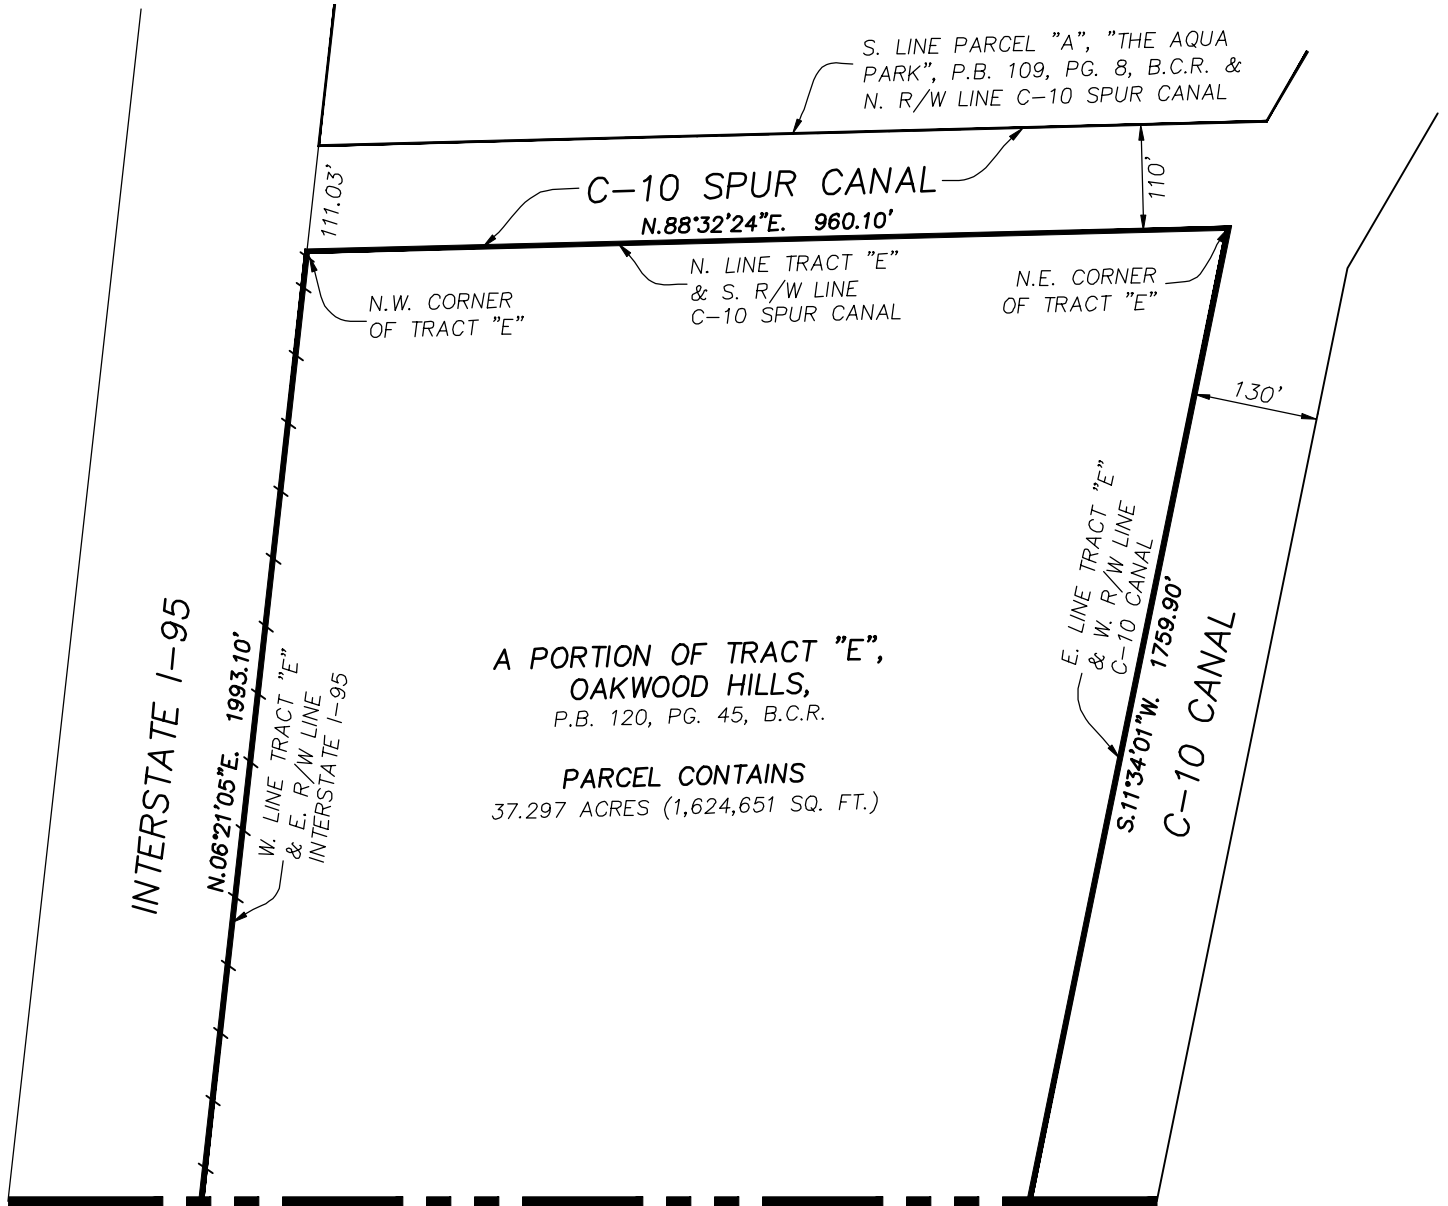 S. LINE PARCEL "A", "THE AQUA
PARK", P.B. 109, PG. 8, B.C.R. &
N. R/W LINE C-10 SPUR CANAL
111.03'
C-10 SPUR CANAL
110'
N.88°32'24"E. 960.10'
N. LINE TRACT "E"
& S. R/W LINE
C-10 SPUR CANAL
N.W. CORNER
OF TRACT "E"
N.E. CORNER
OF TRACT "E"
130'
INTERSTATE I-95
N.06°21'05"E. 1993.10'
W. LINE TRACT "E"
& E. R/W LINE
INTERSTATE I-95
A PORTION OF TRACT "E",
OAKWOOD HILLS,
P.B. 120, PG. 45, B.C.R.
PARCEL CONTAINS
37.297 ACRES (1,624,651 SQ. FT.)
E. LINE TRACT "E"
& W. R/W LINE
C-10 CANAL
S.11°34'01"W. 1759.90'
C-10 CANAL